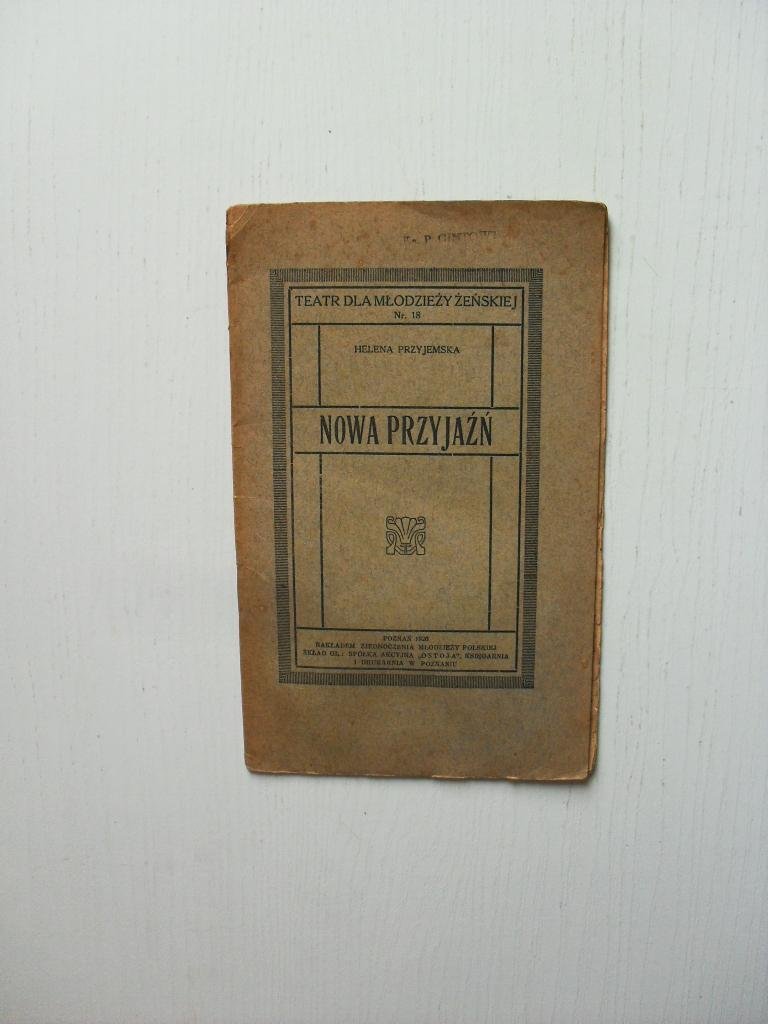 TEATR DLA MŁODZIEŻY ŻEŃSKIEJ
Nr. 18
HELENA PRZYJEMSKA
NOWA PRZYJAŹŃ
POZNAŃ 1926
NAKŁADEM ZJEDNOCZENIA MŁODZIEŻY POLSKIEJ
SKŁAD GŁ.: SPÓŁKA AKCYJNA „OSTOJA", KSIĘGARNIA
I DRUKARNIA W POZNANIU